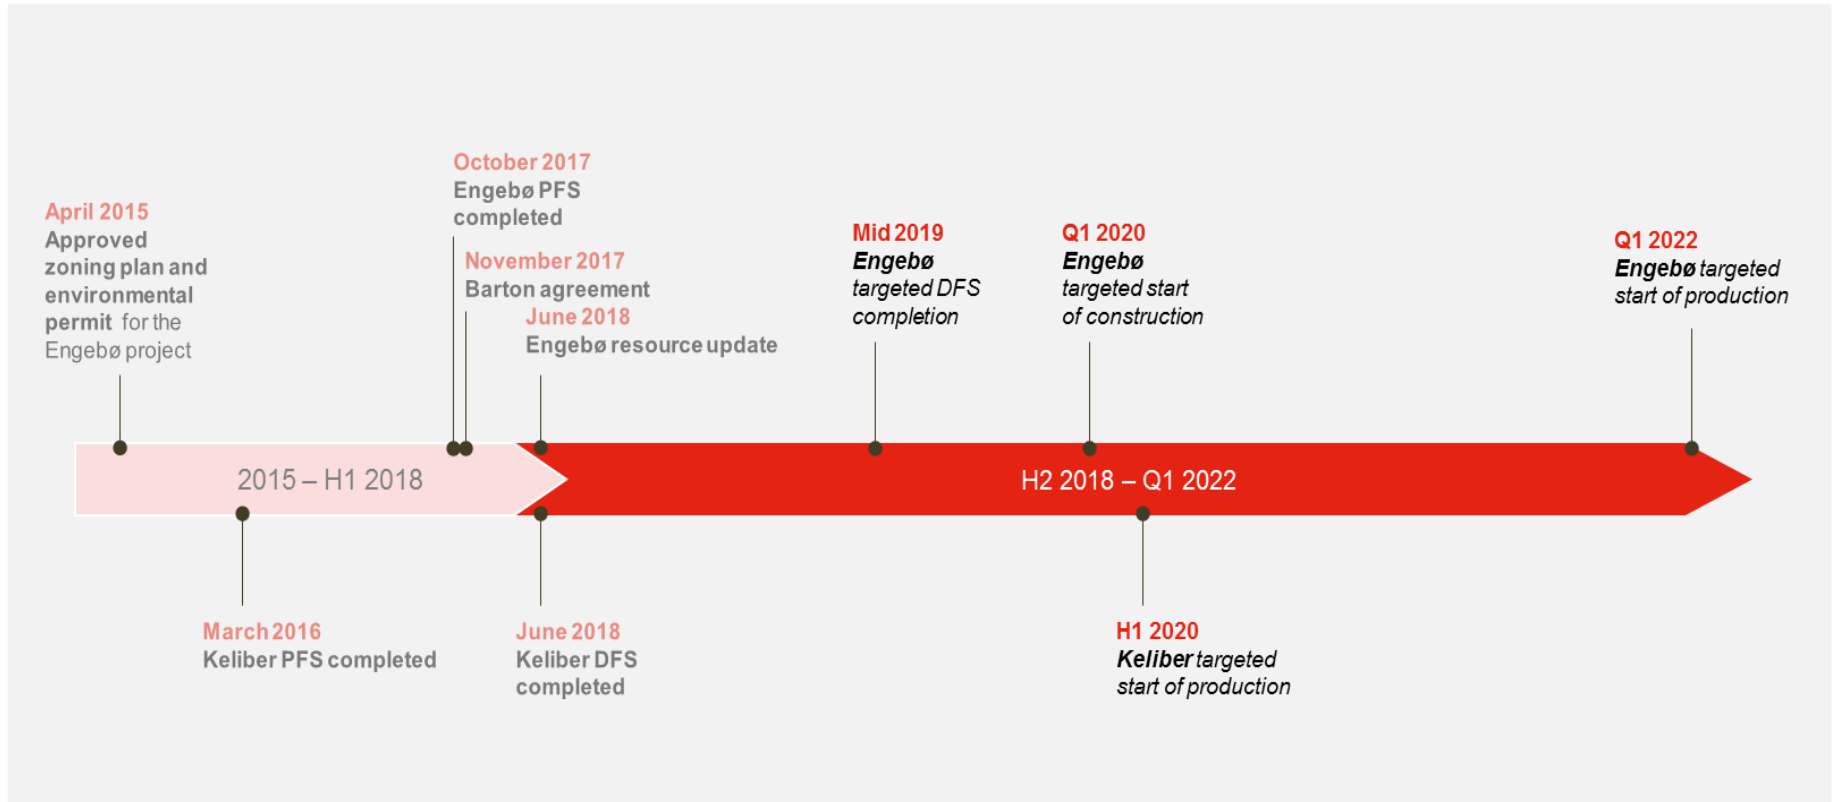 October 2017
Engebø PFS
completed
April 2015
Approved
zoning plan and
environmental
permit for the
Engebø project
November 2017
Barton agreement
June 2018
Engebø resource update
Mid 2019
Engebø
targeted DFS
completion
Q1 2020
Engebø
targeted start
of construction
Q1 2022
Engebø targeted
start of production
2015 – H1 2018
H2 2018 – Q1 2022
March 2016
Keliber PFS completed
June 2018
Keliber DFS
completed
H1 2020
Keliber targeted
start of production